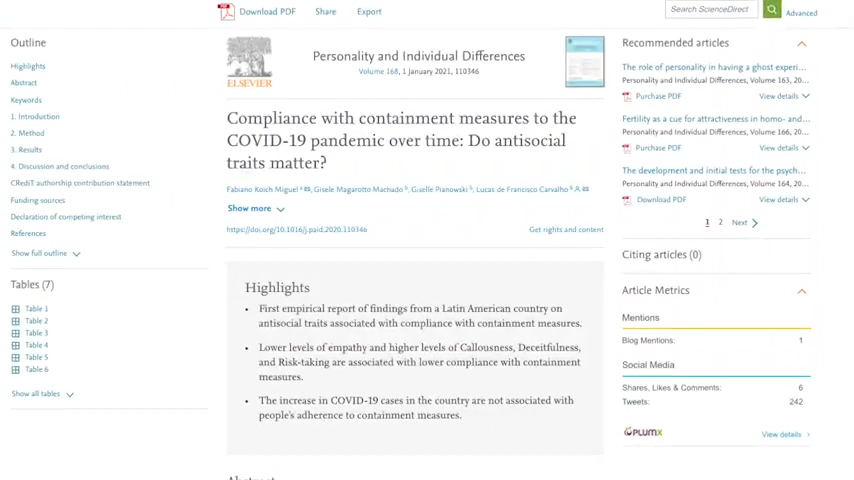 Download PDF
Share
Export
Search ScienceDirect
Advanced
Outline
Highlights
Abstract
Keywords
1. Introduction
2. Method
3. Results
4. Discussion and conclusions
CRediT authorship contribution statement
Funding sources
Declaration of competing interest
References
Show full outline
Tables (7)
Table 1
Table 2
Table 3
Table 4
Table 5
Table 6
Show all tables
ELSEVIER
Personality and Individual Differences
Volume 168, 1 January 2021, 110346
Compliance with containment measures to the
COVID-19 pandemic over time: Do antisocial
traits matter?
Fabiano Koich Miguel a, Gisele Magarotto Machado b, Giselle Pianowski b, Lucas de Francisco Carvalho b
Show more
https://doi.org/10.1016/j.paid.2020.110346
Get rights and content
Highlights
• First empirical report of findings from a Latin American country on
antisocial traits associated with compliance with containment measures.
• Lower levels of empathy and higher levels of Callousness, Deceitfulness,
and Risk-taking are associated with lower compliance with containment
measures.
• The increase in COVID-19 cases in the country are not associated with
people's adherence to containment measures.
Abstract
Recommended articles
The role of personality in having a ghost experi...
Personality and Individual Differences, Volume 163, 20...
Purchase PDF
View details
Fertility as a cue for attractiveness in homo- and...
Personality and Individual Differences, Volume 166, 20...
Purchase PDF
View details
The development and initial tests for the psych...
Personality and Individual Differences, Volume 164, 20...
Download PDF
View details
1 2 Next
Citing articles (0)
Article Metrics
Mentions
Blog Mentions: 1
Social Media
Shares, Likes & Comments: 6
Tweets: 242
PLUMX
View details